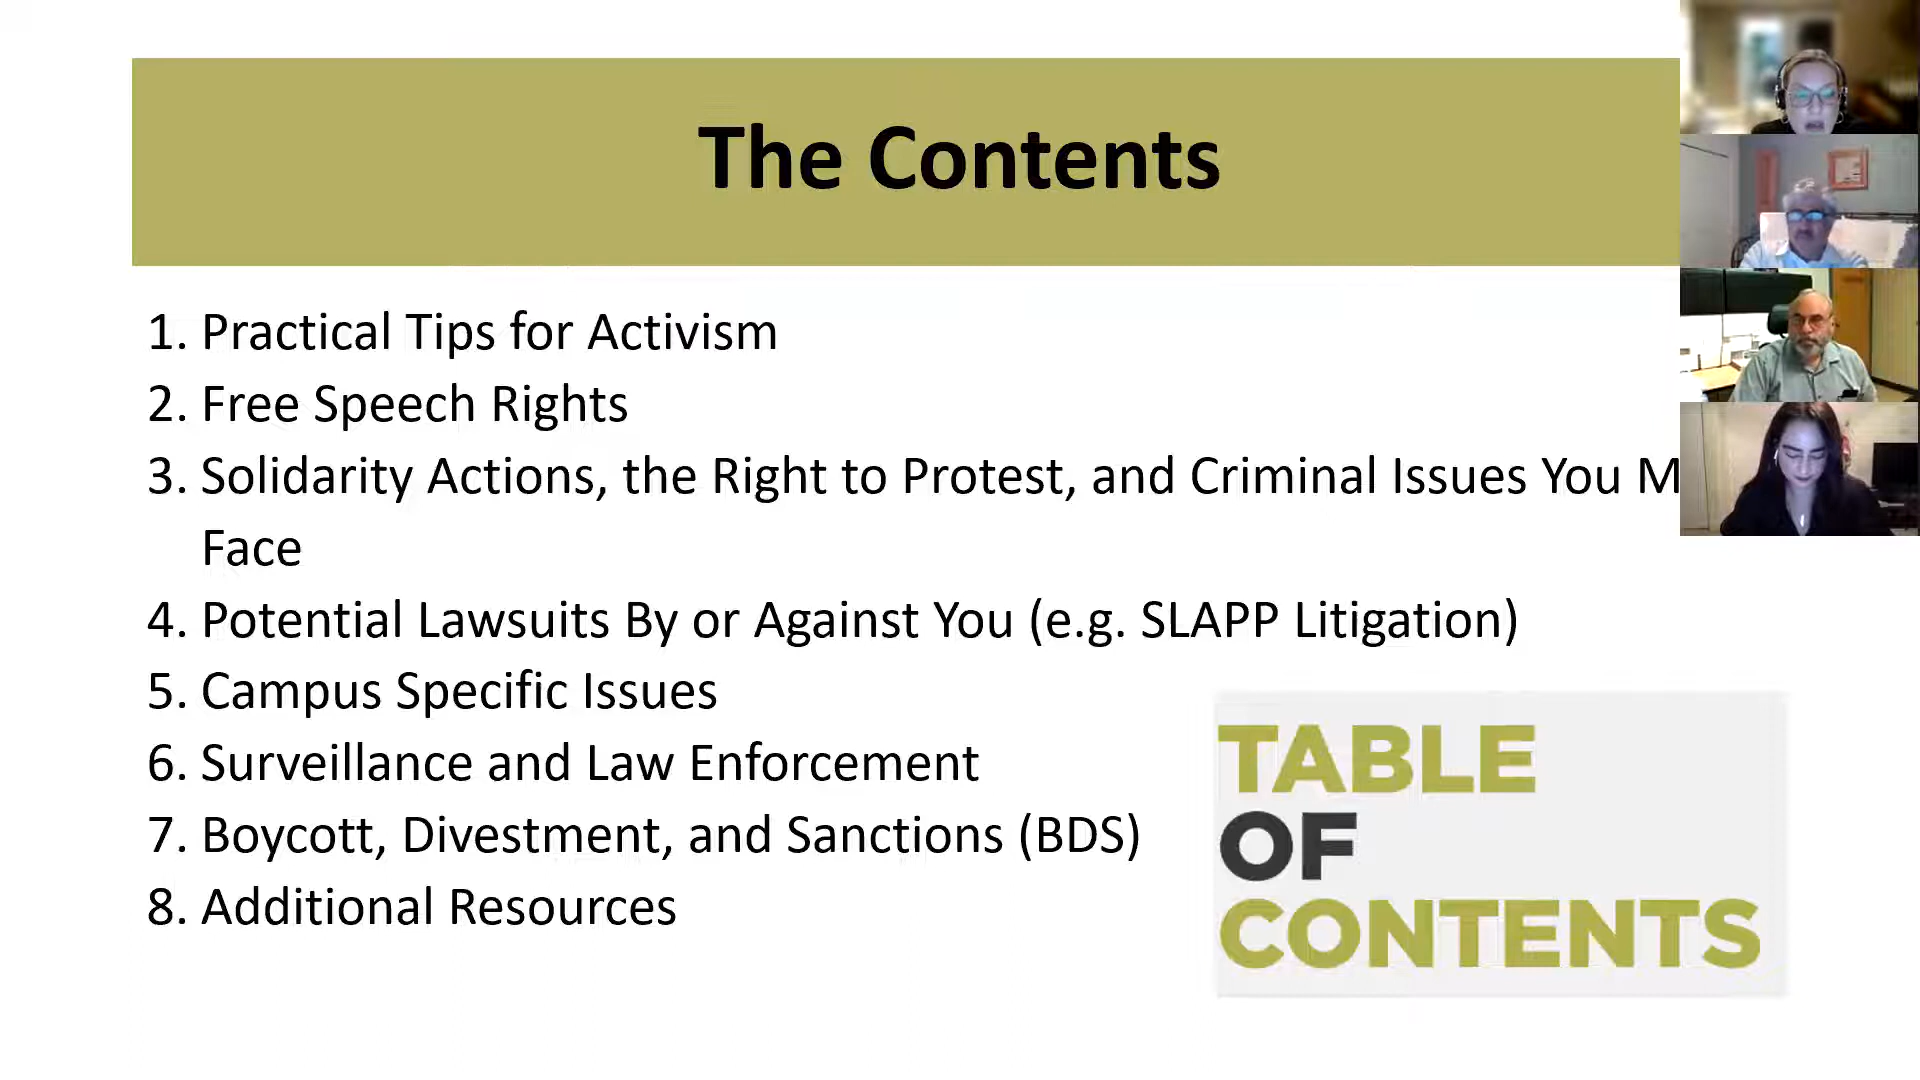 The Contents
1. Practical Tips for Activism
2. Free Speech Rights
3. Solidarity Actions, the Right to Protest, and Criminal Issues You M
Face
4. Potential Lawsuits By or Against You (e.g. SLAPP Litigation)
5. Campus Specific Issues
6. Surveillance and Law Enforcement
7. Boycott, Divestment, and Sanctions (BDS)
8. Additional Resources
TABLE
OF
CONTENTS